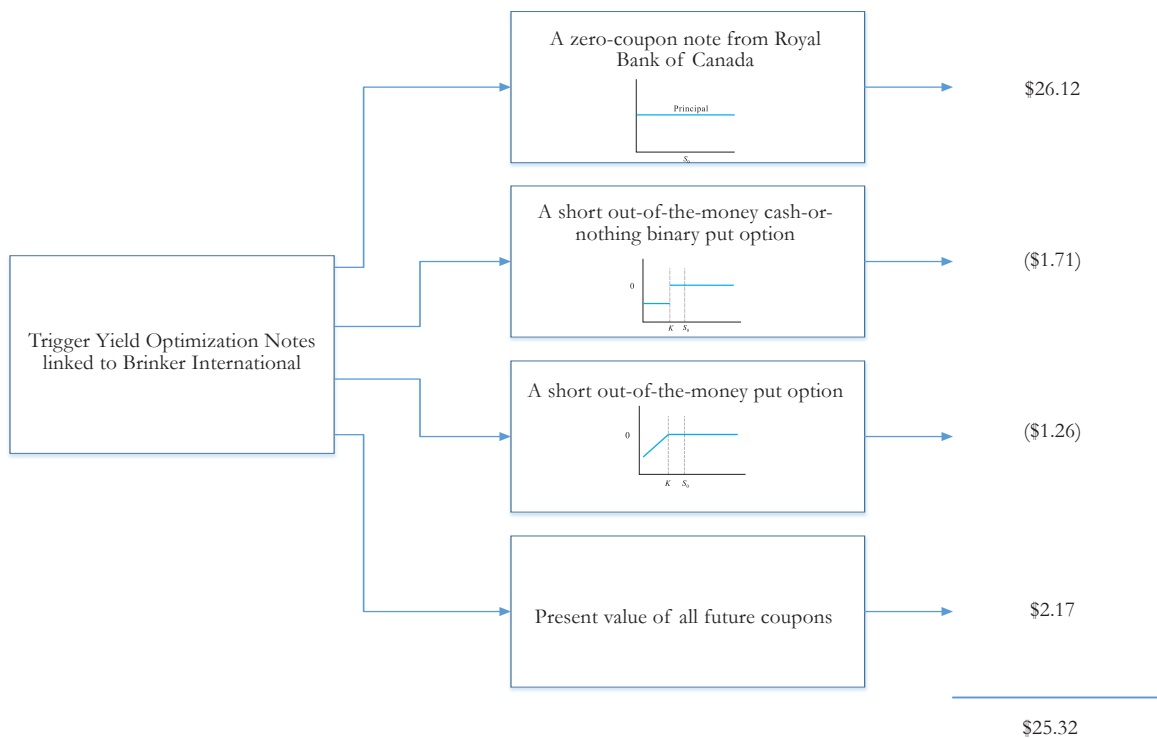 A zero-coupon note from Royal
Bank of Canada
Principal
S₀
$26.12
A short out-of-the-money cash-or-
nothing binary put option
0
K S₀
($1.71)
Trigger Yield Optimization Notes
linked to Brinker International
A short out-of-the-money put option
0
K S₀
($1.26)
Present value of all future coupons
$2.17
$25.32